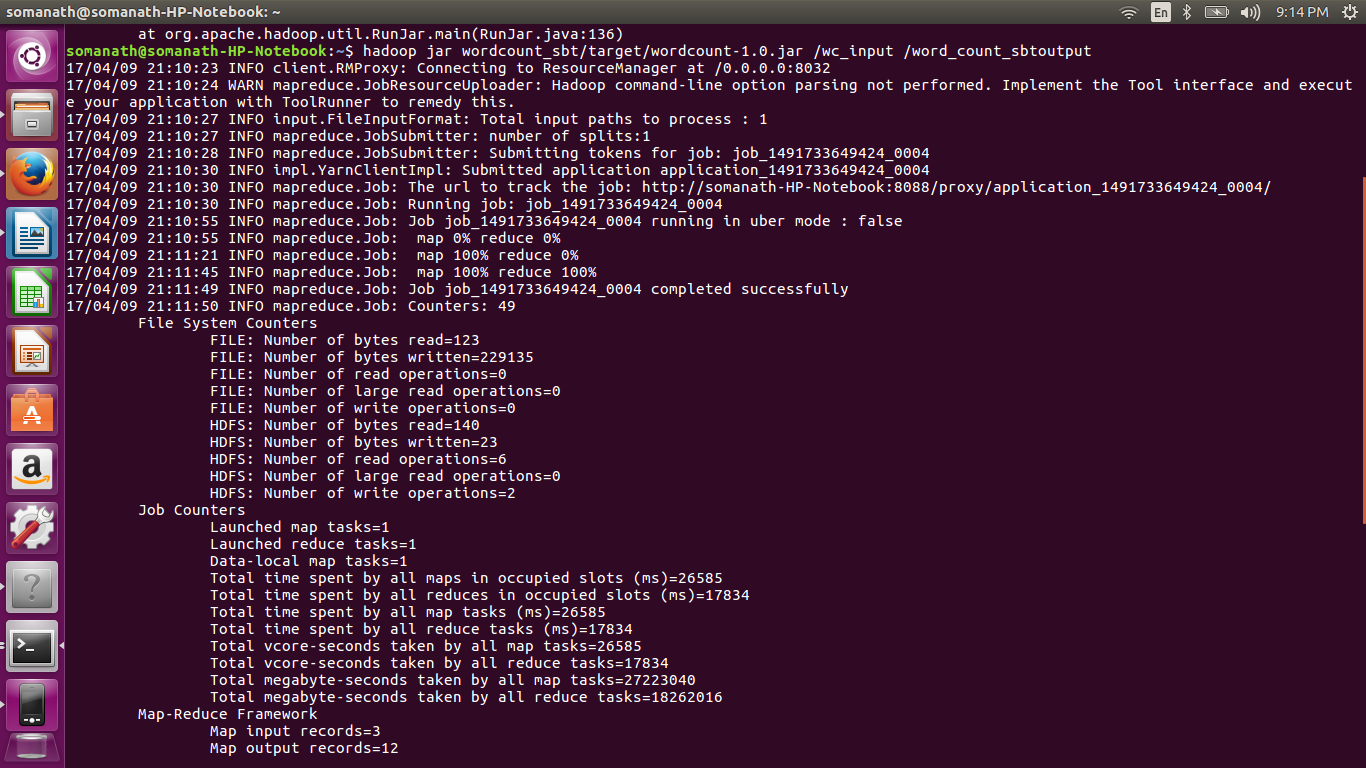 somanath@somanath-HP-Notebook: ~
En
9:14 PM
at org.apache.hadoop.util.RunJar.main(RunJar.java:136)
somanath@somanath-HP-Notebook:~$ hadoop jar wordcount_sbt/target/wordcount-1.0.jar /wc_input /word_count_sbtoutput
17/04/09 21:10:23 INFO client.RMProxy: Connecting to ResourceManager at /0.0.0.0:8032
17/04/09 21:10:24 WARN mapreduce.JobResourceUploader: Hadoop command-line option parsing not performed. Implement the Tool interface and execut
e your application with ToolRunner to remedy this.
17/04/09 21:10:27 INFO input.FileInputFormat: Total input paths to process : 1
17/04/09 21:10:27 INFO mapreduce.JobSubmitter: number of splits:1
17/04/09 21:10:28 INFO mapreduce.JobSubmitter: Submitting tokens for job: job_1491733649424_0004
17/04/09 21:10:30 INFO impl.YarnClientImpl: Submitted application application_1491733649424_0004
17/04/09 21:10:30 INFO mapreduce.Job: The url to track the job: http://somanath-HP-Notebook:8088/proxy/application_1491733649424_0004/
17/04/09 21:10:30 INFO mapreduce.Job: Running job: job_1491733649424_0004
17/04/09 21:10:55 INFO mapreduce.Job: Job job_1491733649424_0004 running in uber mode : false
17/04/09 21:10:55 INFO mapreduce.Job:  map 0% reduce 0%
17/04/09 21:11:21 INFO mapreduce.Job:  map 100% reduce 0%
17/04/09 21:11:45 INFO mapreduce.Job:  map 100% reduce 100%
17/04/09 21:11:49 INFO mapreduce.Job: Job job_1491733649424_0004 completed successfully
17/04/09 21:11:50 INFO mapreduce.Job: Counters: 49
File System Counters
FILE: Number of bytes read=123
FILE: Number of bytes written=229135
FILE: Number of read operations=0
FILE: Number of large read operations=0
FILE: Number of write operations=0
HDFS: Number of bytes read=140
HDFS: Number of bytes written=23
HDFS: Number of read operations=6
HDFS: Number of large read operations=0
HDFS: Number of write operations=2
Job Counters
Launched map tasks=1
Launched reduce tasks=1
Data-local map tasks=1
Total time spent by all maps in occupied slots (ms)=26585
Total time spent by all reduces in occupied slots (ms)=17834
Total time spent by all map tasks (ms)=26585
Total time spent by all reduce tasks (ms)=17834
Total vcore-seconds taken by all map tasks=26585
Total vcore-seconds taken by all reduce tasks=17834
Total megabyte-seconds taken by all map tasks=27223040
Total megabyte-seconds taken by all reduce tasks=18262016
Map-Reduce Framework
Map input records=3
Map output records=12